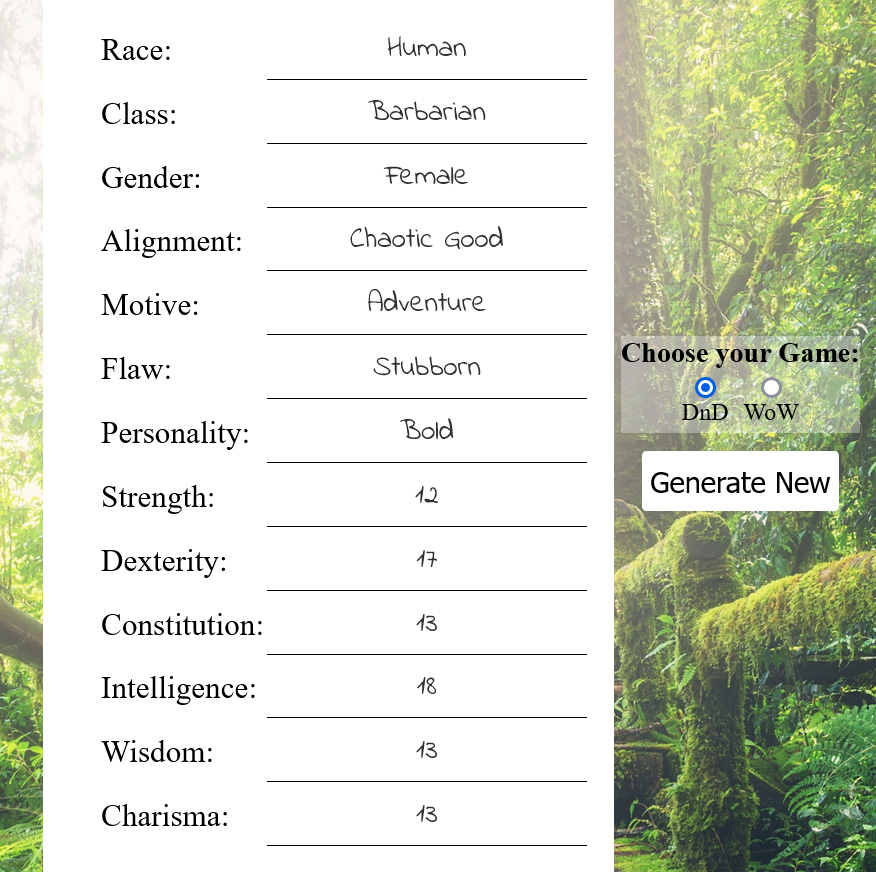 Race: Human
Class: Barbarian
Gender: Female
Alignment: Chaotic Good
Motive: Adventure
Flaw: Stubborn
Personality: Bold
Strength: 12
Dexterity: 17
Constitution: 13
Intelligence: 18
Wisdom: 13
Charisma: 13
Choose your Game:
DnD WoW
Generate New